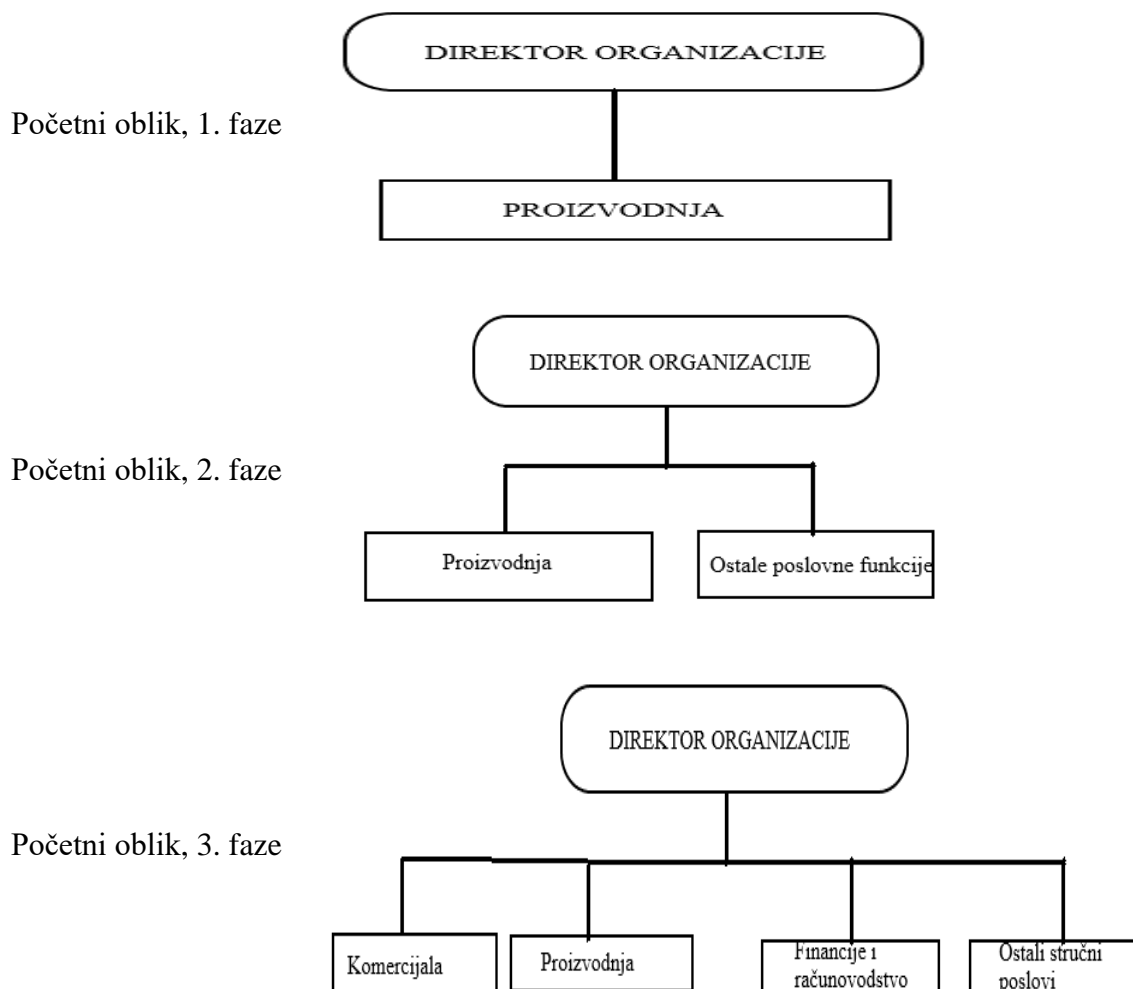 DIREKTOR ORGANIZACIJE
Početni oblik, 1. faze
PROIZVODNJA
DIREKTOR ORGANIZACIJE
Početni oblik, 2. faze
Proizvodnja
Ostale poslovne funkcije
DIREKTOR ORGANIZACIJE
Početni oblik, 3. faze
Komercijala
Proizvodnja
Financije i
računovodstvo
Ostali stručni
poslovi